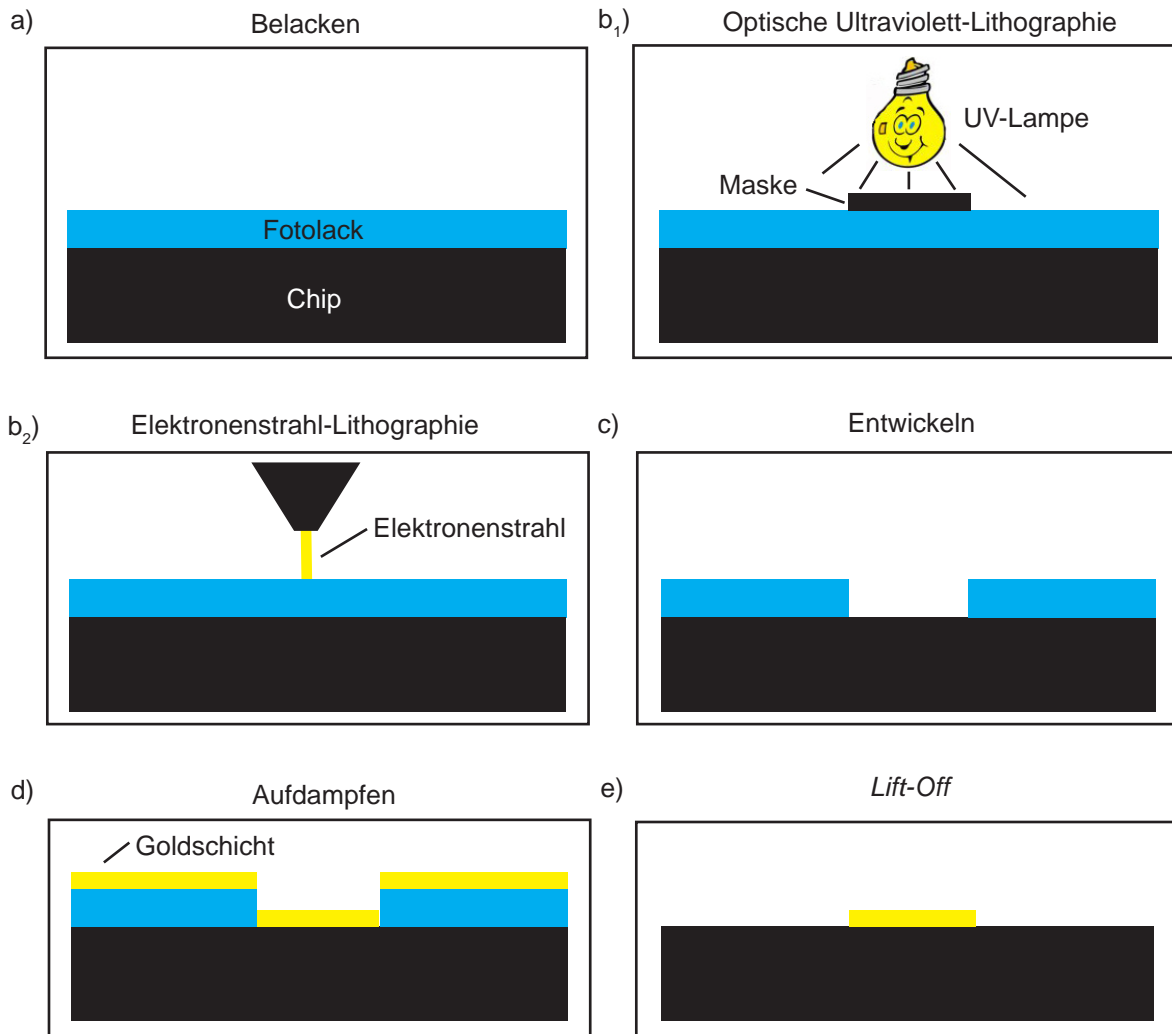 a)
Belacken
Fotolack
Chip
b1)
Optische Ultraviolett-Lithographie
UV-Lampe
Maske
b2)
Elektronenstrahl-Lithographie
Elektronenstrahl
c)
Entwickeln
d)
Aufdampfen
Goldschicht
e)
Lift-Off